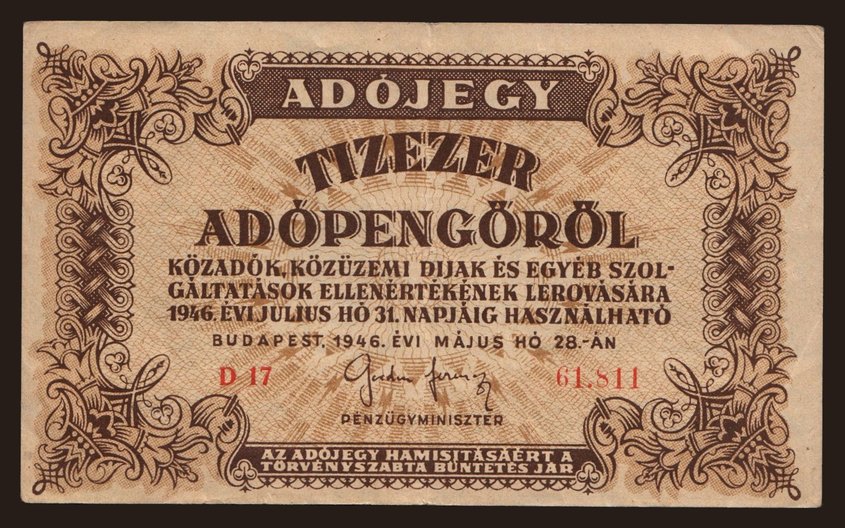 ADÓJEGY
TIZEZER
ADÓPENGŐRŐL
KÖZADÓK, KÖZÜZEMI DIJAK ÉS EGYÉB SZOL-
GÁLTATÁSOK ELLENÉRTÉKÉNEK LEROVÁSÁRA
1946. ÉVI JÚLIUS HÓ 31. NAPJÁIG HASZNÁLHATÓ
BUDAPEST, 1946. ÉVI MÁJUS HÓ 28.-ÁN
D 17 61.811
PÉNZÜGYMINISZTER
AZ ADÓJEGY HAMISITÁSÁÉRT A
TÖRVÉNYSZABTA BÜNTETÉS JÁR